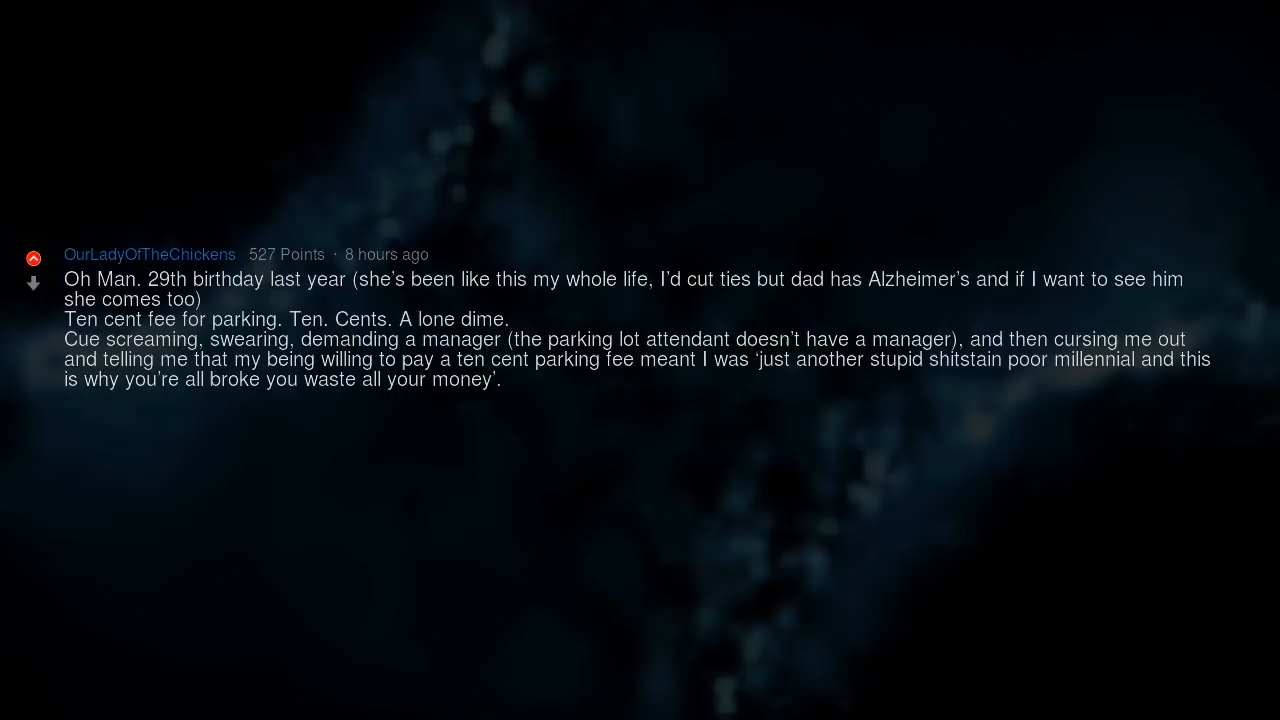 OurLadyOfTheChickens 527 Points · 8 hours ago
Oh Man. 29th birthday last year (she's been like this my whole life, I'd cut ties but dad has Alzheimer's and if I want to see him
she comes too)
Ten cent fee for parking. Ten. Cents. A lone dime.
Cue screaming, swearing, demanding a manager (the parking lot attendant doesn't have a manager), and then cursing me out
and telling me that my being willing to pay a ten cent parking fee meant I was 'just another stupid shitstain poor millennial and this
is why you're all broke you waste all your money'.